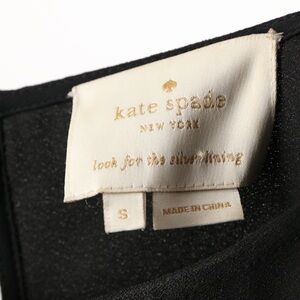 kate spade
NEW YORK
look for the silver lining
S
MADE IN CHINA